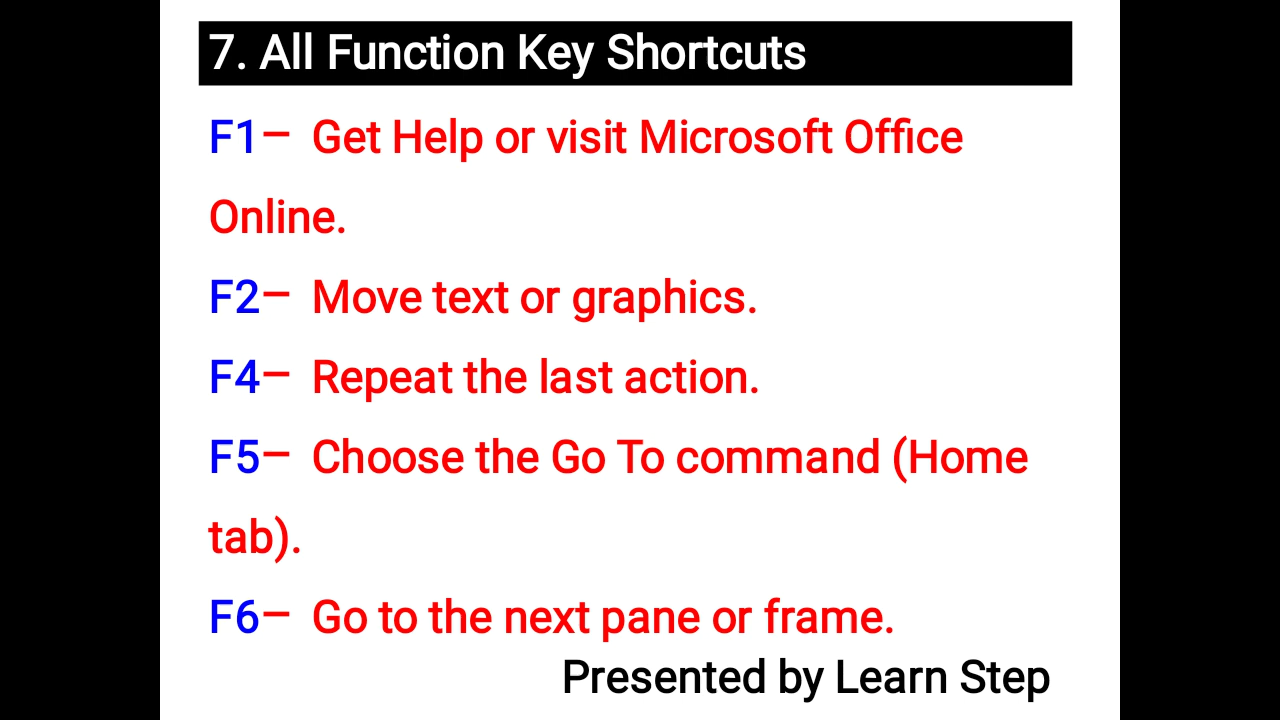 7. All Function Key Shortcuts
F1– Get Help or visit Microsoft Office
Online.
F2– Move text or graphics.
F4– Repeat the last action.
F5– Choose the Go To command (Home
tab).
F6– Go to the next pane or frame.
Presented by Learn Step